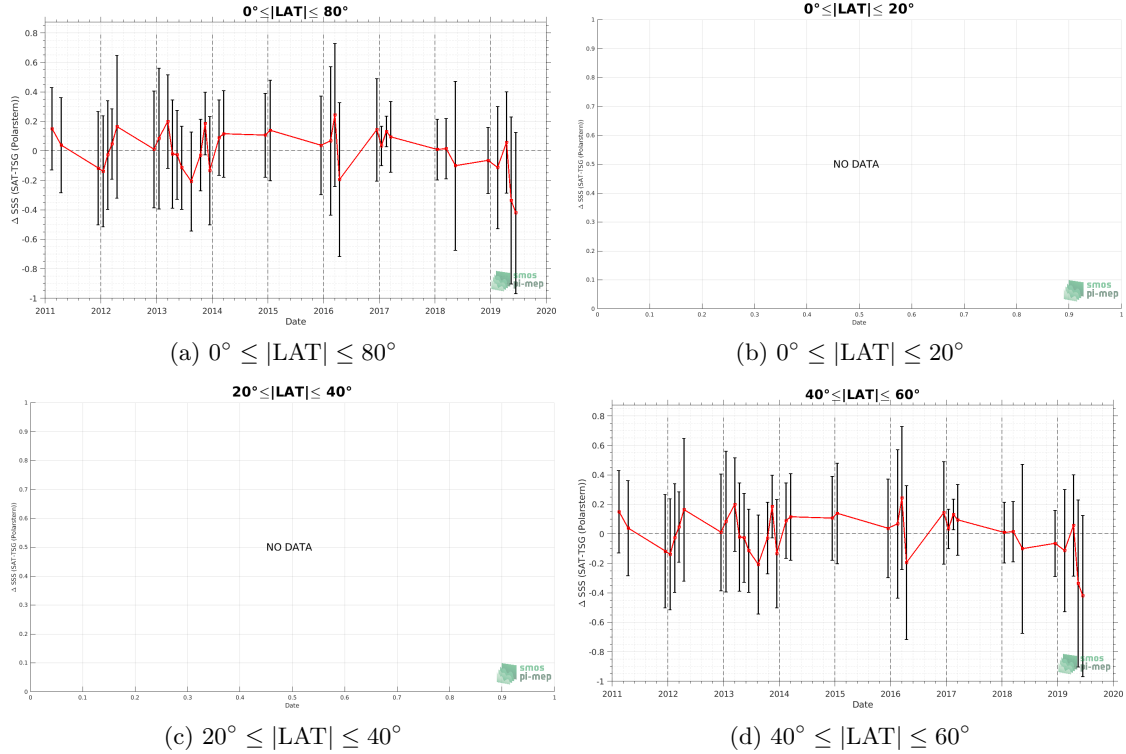 0°≤|LAT|≤ 80°
Δ SSS (SAT-TSG (Polarstern))
0.8
0.6
0.4
0.2
0
-0.2
-0.4
-0.6
-0.8
-1
2011 2012 2013 2014 2015 2016 2017 2018 2019 2020
Date
smos
pi-mep
(a) 0° ≤ |LAT| ≤ 80°
0°≤|LAT|≤ 20°
Δ SSS (SAT-TSG (Polarstern))
1
0.9
0.8
0.7
0.6
0.5
0.4
0.3
0.2
0.1
0
NO DATA
0 0.1 0.2 0.3 0.4 0.5 0.6 0.7 0.8 0.9 1
Date
smos
pi-mep
(b) 0° ≤ |LAT| ≤ 20°
20°≤|LAT|≤ 40°
Δ SSS (SAT-TSG (Polarstern))
1
0.9
0.8
0.7
0.6
0.5
0.4
0.3
0.2
0.1
0
NO DATA
0 0.1 0.2 0.3 0.4 0.5 0.6 0.7 0.8 0.9 1
Date
smos
pi-mep
(c) 20° ≤ |LAT| ≤ 40°
40°≤|LAT|≤ 60°
Δ SSS (SAT-TSG (Polarstern))
0.8
0.6
0.4
0.2
0
-0.2
-0.4
-0.6
-0.8
-1
2011 2012 2013 2014 2015 2016 2017 2018 2019 2020
Date
smos
pi-mep
(d) 40° ≤ |LAT| ≤ 60°